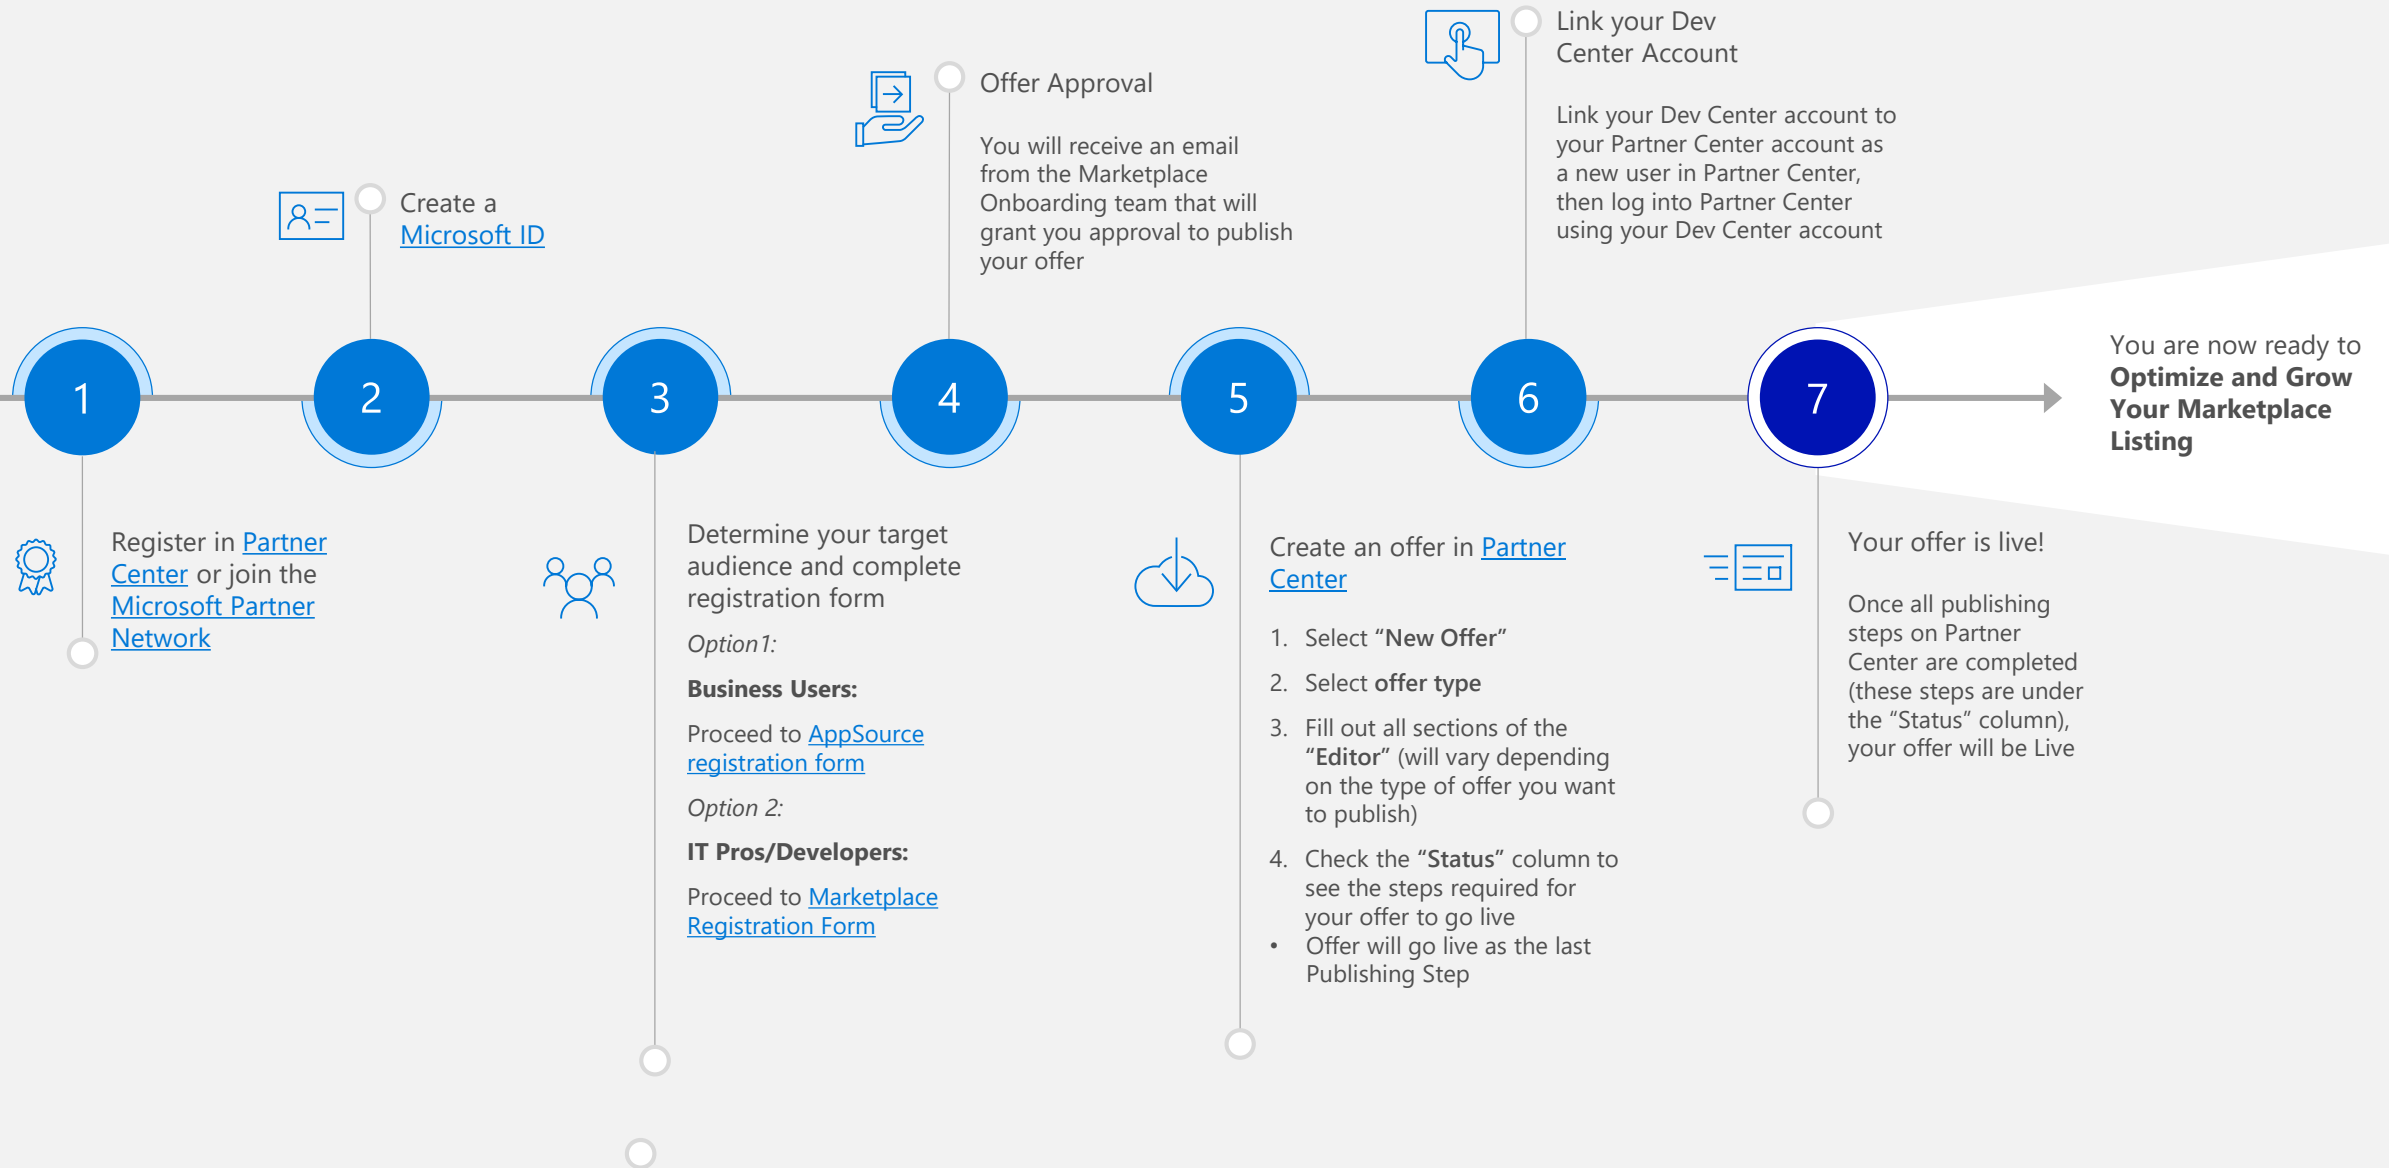 1
Register in Partner
Center or join the
Microsoft Partner
Network
2
Create a
Microsoft ID
3
Determine your target
audience and complete
registration form
Option1:
Business Users:
Proceed to AppSource
registration form
Option 2:
IT Pros/Developers:
Proceed to Marketplace
Registration Form
4
Offer Approval
You will receive an email
from the Marketplace
Onboarding team that will
grant you approval to publish
your offer
5
Create an offer in Partner
Center
1. Select “New Offer”
2. Select offer type
3. Fill out all sections of the
“Editor” (will vary depending
on the type of offer you want
to publish)
4. Check the “Status” column to
see the steps required for
your offer to go live
• Offer will go live as the last
Publishing Step
6
Link your Dev
Center Account
Link your Dev Center account to
your Partner Center account as
a new user in Partner Center,
then log into Partner Center
using your Dev Center account
7
Your offer is live!
Once all publishing
steps on Partner
Center are completed
(these steps are under
the “Status” column),
your offer will be Live
You are now ready to
Optimize and Grow
Your Marketplace
Listing